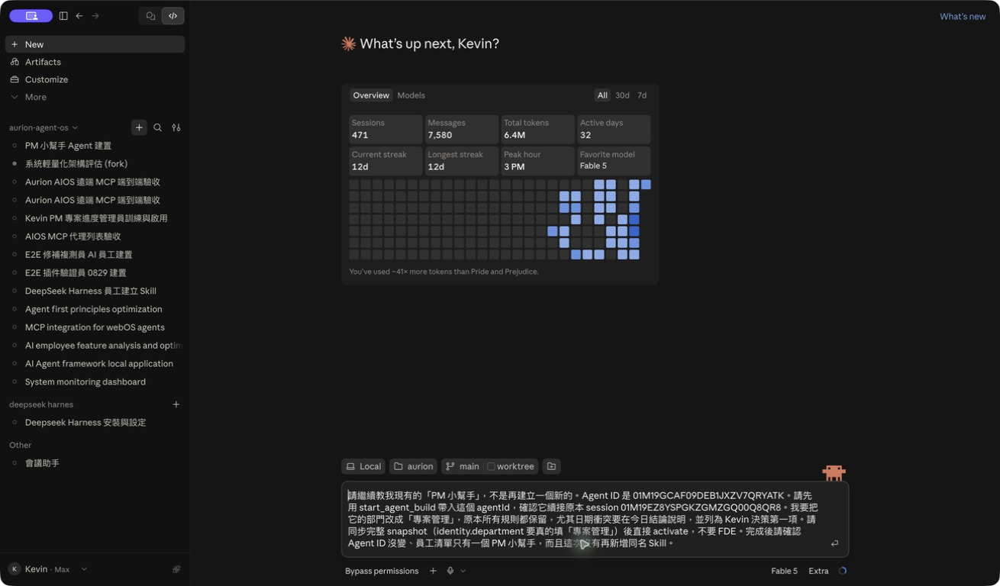 What's new
New
Artifacts
Customize
More
aurion-agent-os
PM 小幫手 Agent 建置
系統輕量化架構評估 (fork)
Aurion AIOS 遠端 MCP 端到端驗收
Aurion AIOS 遠端 MCP 端到端驗收
Kevin PM 專案進度管理員訓練與啟用
AIOS MCP 代理列表驗收
E2E 修補複測員 AI 員工建置
E2E 插件驗證員 0829 建置
DeepSeek Harness 員工建立 Skill
Agent first principles optimization
MCP integration for webOS agents
AI employee feature analysis and optim
AI Agent framework local application
System monitoring dashboard
deepseek harnes
Deepseek Harness 安裝與設定
Other
會議助手
K Kevin · Max
What's up next, Kevin?
Overview Models All 30d 7d
Sessions Messages Total tokens Active days
471 7,580 6.4M 32
Current streak Longest streak Peak hour Favorite model
12d 12d 3 PM Fable 5
You've used ~41× more tokens than Pride and Prejudice.
Local aurion main worktree
請繼續教我現有的「PM 小幫手」，不是再建立一個新的。Agent ID 是 01M19GCAF09DEB1JXZV7QRYATK。請先
用 start_agent_build 帶入這個 agentId，確認它續接原本 session 01M19EZ8YSPGKZGMZGQ00Q8QR8。我要把
它的部門改成「專案管理」，原本所有規則都保留，尤其日期衝突要在今日結論說明，並列為 Kevin 決策第一項。請
同步完整 snapshot（identity.department 要真的填「專案管理」）後直接 activate，不要 FDE。完成後請確認
Agent ID 沒變、員工清單只有一個 PM 小幫手，而且這次沒有再新增同名 Skill。
Bypass permissions Fable 5 Extra